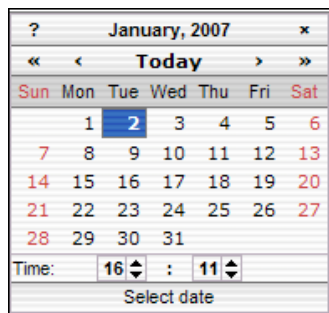 ? January, 2007 ×
« ‹ Today › »
Sun Mon Tue Wed Thu Fri Sat
1 2 3 4 5 6
7 8 9 10 11 12 13
14 15 16 17 18 19 20
21 22 23 24 25 26 27
28 29 30 31
Time: 16 : 11
Select date